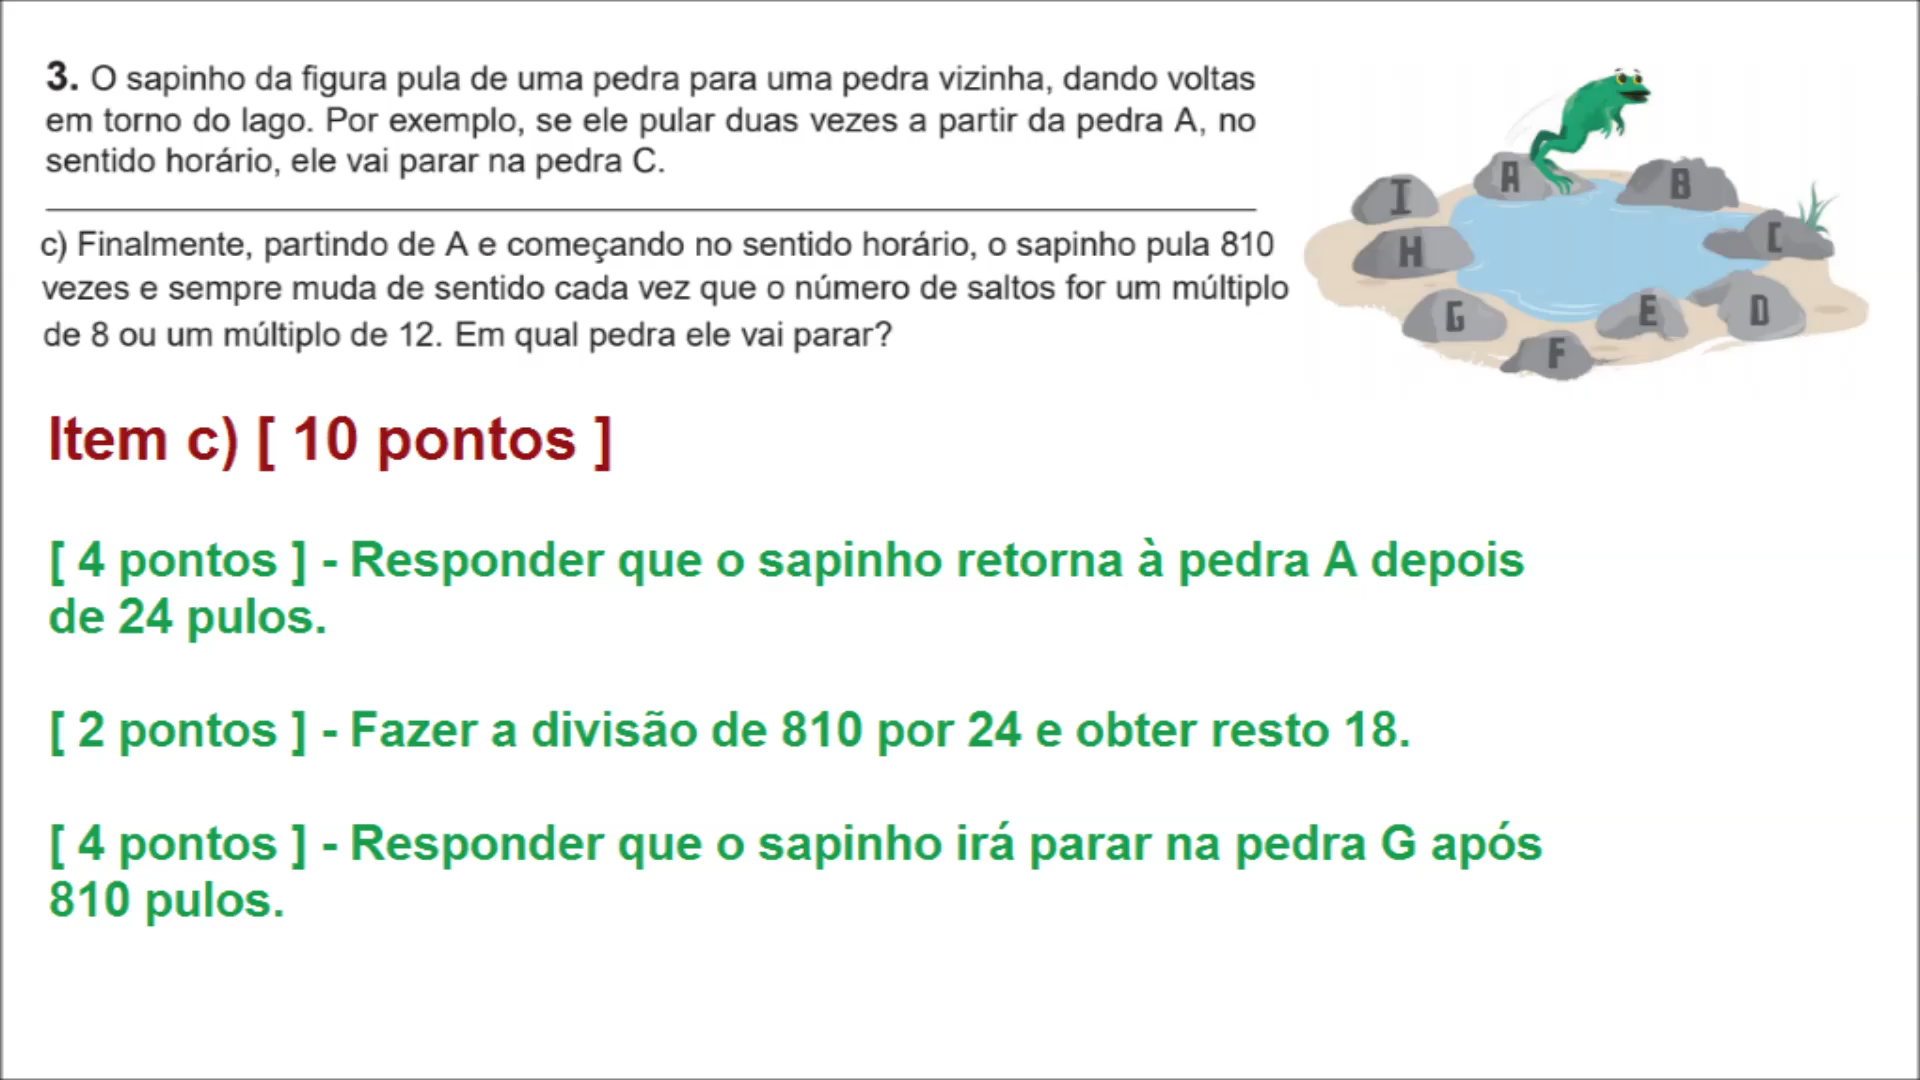 3. O sapinho da figura pula de uma pedra para uma pedra vizinha, dando voltas
em torno do lago. Por exemplo, se ele pular duas vezes a partir da pedra A, no
sentido horário, ele vai parar na pedra C.
c) Finalmente, partindo de A e começando no sentido horário, o sapinho pula 810
vezes e sempre muda de sentido cada vez que o número de saltos for um múltiplo
de 8 ou um múltiplo de 12. Em qual pedra ele vai parar?
A
B
C
D
E
F
G
H
I
Item c) [ 10 pontos ]
[ 4 pontos ] - Responder que o sapinho retorna à pedra A depois
de 24 pulos.
[ 2 pontos ] - Fazer a divisão de 810 por 24 e obter resto 18.
[ 4 pontos ] - Responder que o sapinho irá parar na pedra G após
810 pulos.